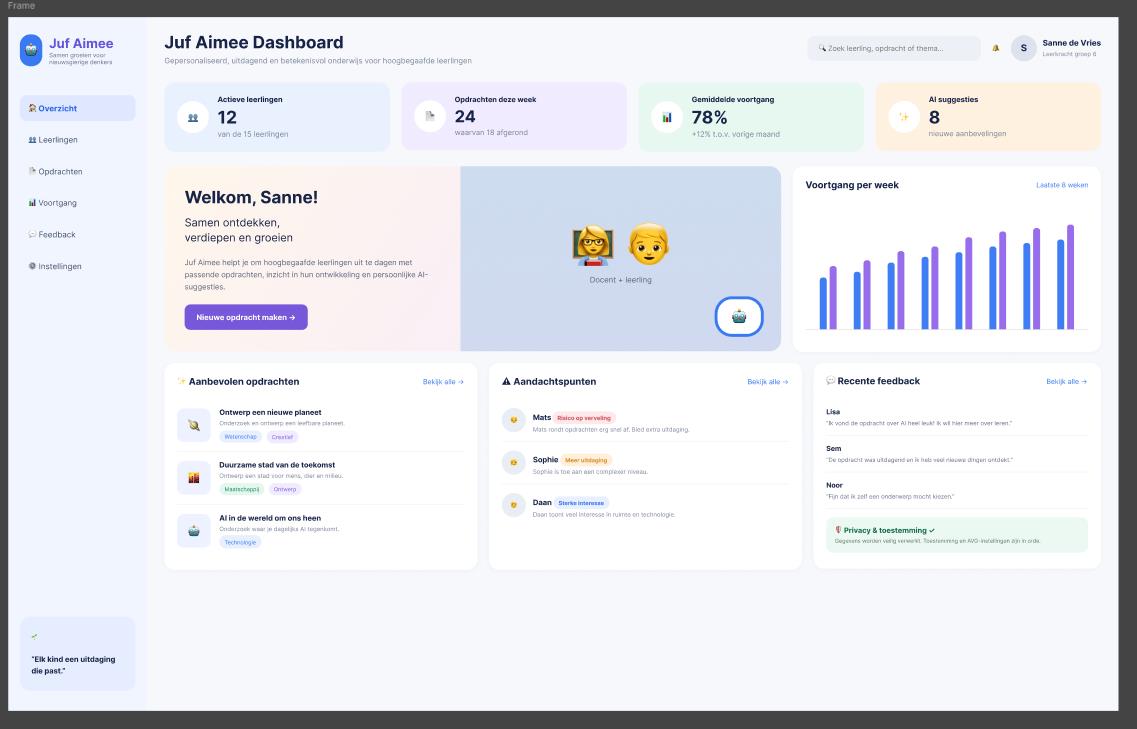 Frame
Juf Aimee
Samen groeien voor
nieuwsgierige denkers
Overzicht
Leerlingen
Opdrachten
Voortgang
Feedback
Instellingen
"Elk kind een uitdaging
die past."
Juf Aimee Dashboard
Gepersonaliseerd, uitdagend en betekenisvol onderwijs voor hoogbegaafde leerlingen
Zoek leerling, opdracht of thema...
S
Sanne de Vries
Leerkracht groep 6
Actieve leerlingen
12
van de 15 leerlingen
Opdrachten deze week
24
waarvan 18 afgerond
Gemiddelde voortgang
78%
+12% t.o.v. vorige maand
AI suggesties
8
nieuwe aanbevelingen
Welkom, Sanne!
Samen ontdekken,
verdiepen en groeien
Juf Aimee helpt je om hoogbegaafde leerlingen uit te dagen met
passende opdrachten, inzicht in hun ontwikkeling en persoonlijke AI-
suggesties.
Nieuwe opdracht maken →
Docent + leerling
Voortgang per week
Laatste 8 weken
Aanbevolen opdrachten
Bekijk alle →
Ontwerp een nieuwe planeet
Onderzoek en ontwerp een leefbare planeet.
Wetenschap
Creatief
Duurzame stad van de toekomst
Ontwerp een stad voor mens, dier en milieu.
Maatschappij
Ontwerp
AI in de wereld om ons heen
Onderzoek waar je dagelijks AI tegenkomt.
Technologie
Aandachtspunten
Bekijk alle →
Mats Risico op verveling
Mats rondt opdrachten erg snel af. Bied extra uitdaging.
Sophie Meer uitdaging
Sophie is toe aan een complexer niveau.
Daan Sterke interesse
Daan toont veel interesse in ruimte en technologie.
Recente feedback
Bekijk alle →
Lisa
"Ik vond de opdracht over AI heel leuk! Ik wil hier meer over leren."
Sem
"De opdracht was uitdagend en ik heb veel nieuwe dingen ontdekt."
Noor
"Fijn dat ik zelf een onderwerp mocht kiezen."
Privacy & toestemming ✓
Gegevens worden veilig verwerkt. Toestemming en AVG-instellingen zijn in orde.